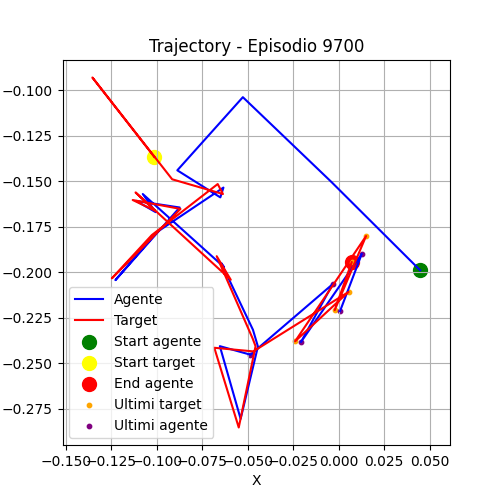 Trajectory - Episodio 9700
−0.100
−0.125
−0.150
−0.175
−0.200
−0.225
−0.250
−0.275
Agente
Target
Start agente
Start target
End agente
Ultimi target
Ultimi agente
−0.150 −0.125 −0.100 −0.075 −0.050 −0.025 0.000 0.025 0.050
X